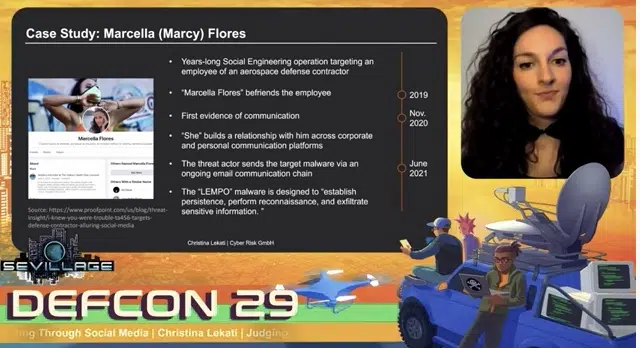 Case Study: Marcella (Marcy) Flores
• Years-long Social Engineering operation targeting an
employee of an aerospace defense contractor
• "Marcella Flores" befriends the employee
2019
• First evidence of communication
Nov.
2020
• "She" builds a relationship with him across corporate
and personal communication platforms
• The threat actor sends the target malware via an
ongoing email communication chain
June
2021
• The "LEMPO" malware is designed to "establish
persistence, perform reconnaissance, and exfiltrate
sensitive information. "
Marcella Flores
Source: https://www.proofpoint.com/us/blog/threat-
insight/i-knew-you-were-trouble-ta456-targets-
defense-contractor-alluring-social-media
Christina Lekati | Cyber Risk GmbH
SEVILLAGE
DEFCON 29
Through Social Media | Christina Lekati | Judging